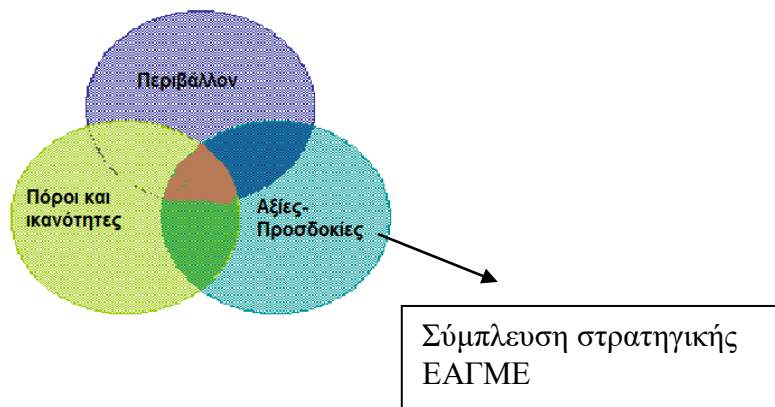 Περιβάλλον
Πόροι και
ικανότητες
Αξίες-
Προσδοκίες
Σύμπλευση στρατηγικής
ΕΑΓΜΕ